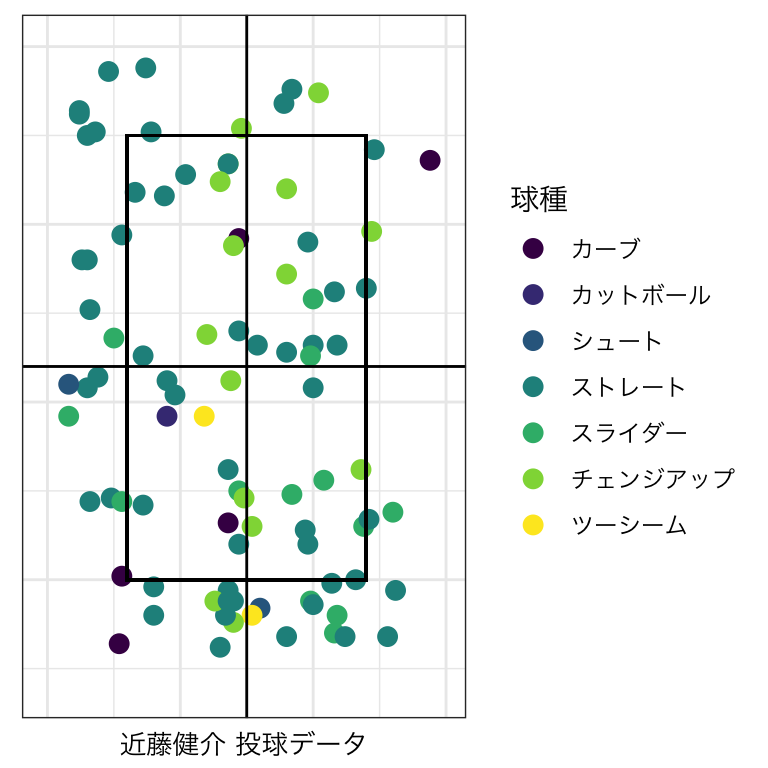 球種
カーブ
カットボール
シュート
ストレート
スライダー
チェンジアップ
ツーシーム
近藤健介 投球データ